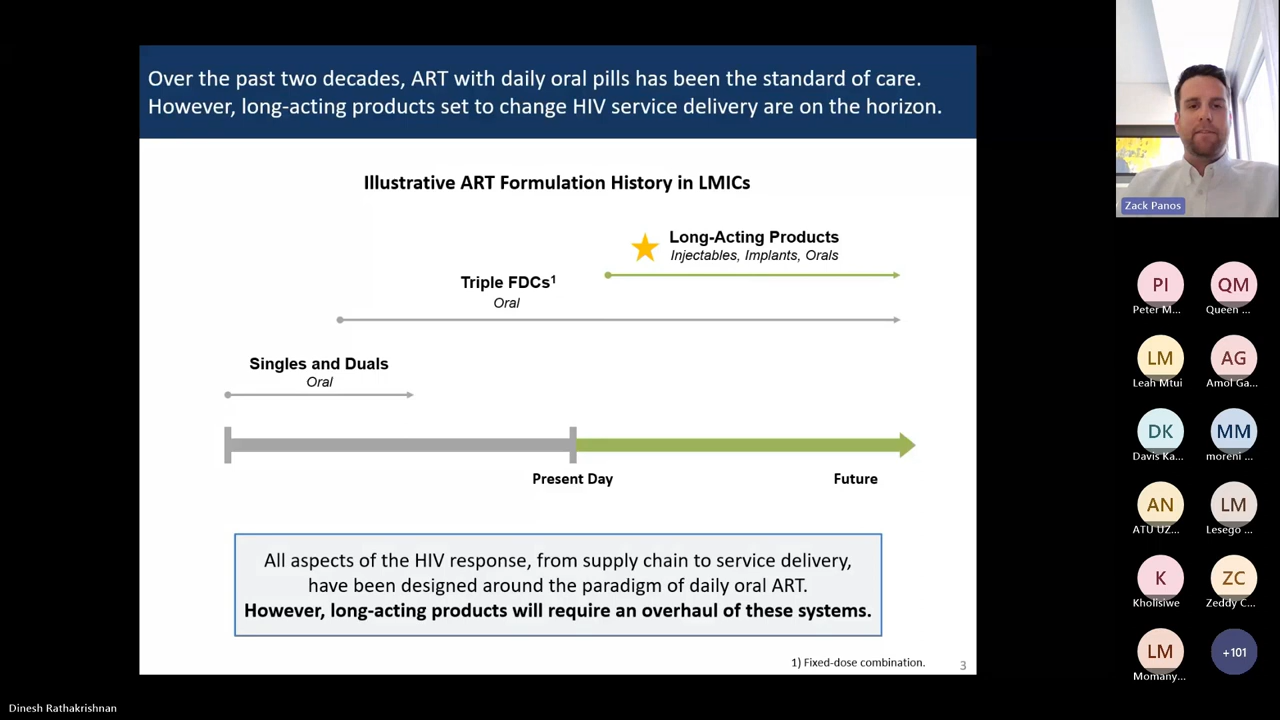 Over the past two decades, ART with daily oral pills has been the standard of care.
However, long-acting products set to change HIV service delivery are on the horizon.
Illustrative ART Formulation History in LMICs
Long-Acting Products
Injectables, Implants, Orals
Triple FDCs¹
Oral
Singles and Duals
Oral
Present Day
Future
All aspects of the HIV response, from supply chain to service delivery,
have been designed around the paradigm of daily oral ART.
However, long-acting products will require an overhaul of these systems.
1) Fixed-dose combination.
3
Zack Panos
PI
QM
Peter M...
Queen ...
LM
AG
Leah Mtui
Amol Ga...
DK
MM
Davis Ka...
moreni ...
AN
LM
ATU UZ...
Lesego ...
K
ZC
Kholisiwe
Zeddy C...
LM
+101
Momany...
Dinesh Rathakrishnan